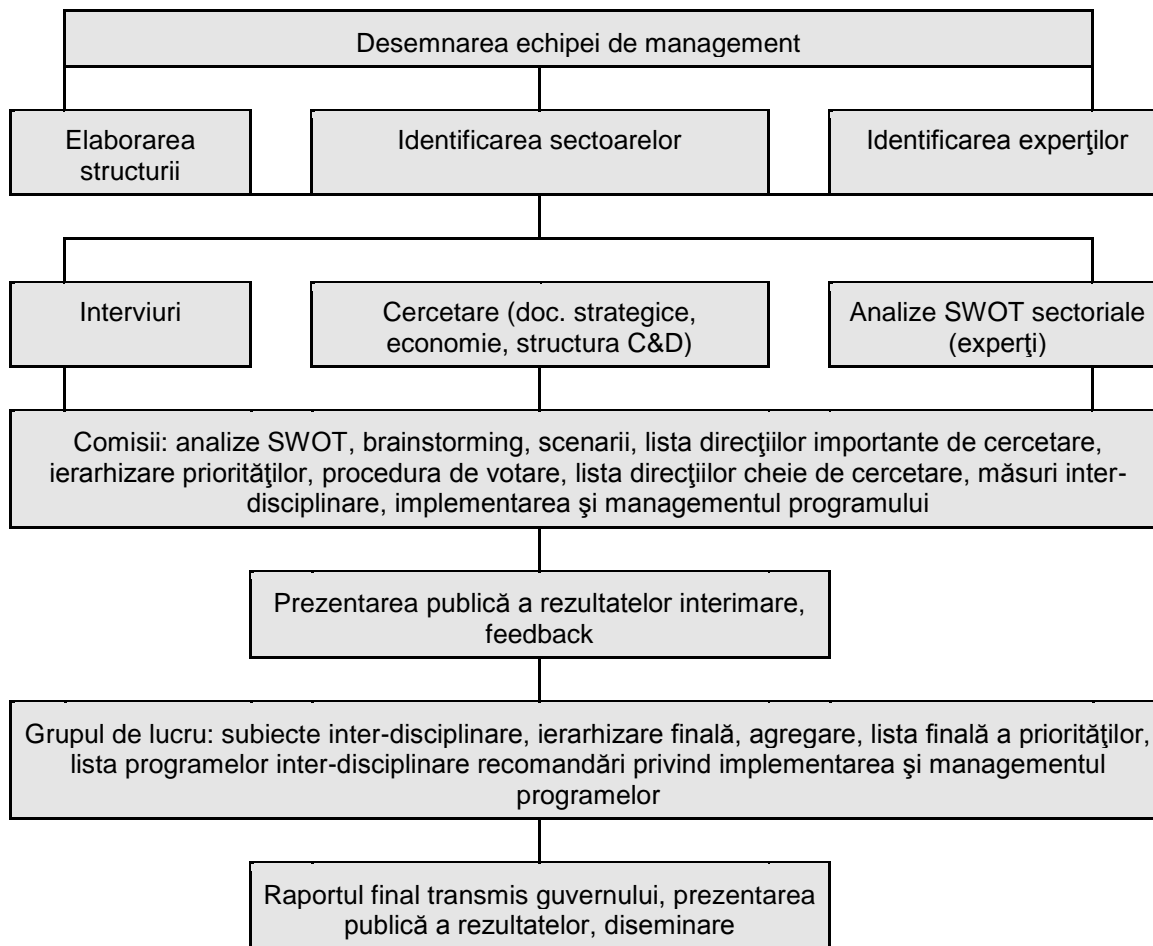 Desemnarea echipei de management
Elaborarea
structurii
Identificarea sectoarelor
Identificarea experţilor
Interviuri
Cercetare (doc. strategice,
economie, structura C&D)
Analize SWOT sectoriale
(experţi)
Comisii: analize SWOT, brainstorming, scenarii, lista direcţiilor importante de cercetare,
ierarhizare priorităţilor, procedura de votare, lista direcţiilor cheie de cercetare, măsuri inter-
disciplinare, implementarea şi managementul programului
Prezentarea publică a rezultatelor interimare,
feedback
Grupul de lucru: subiecte inter-disciplinare, ierarhizare finală, agregare, lista finală a priorităţilor,
lista programelor inter-disciplinare recomandări privind implementarea şi managementul
programelor
Raportul final transmis guvernului, prezentarea
publică a rezultatelor, diseminare